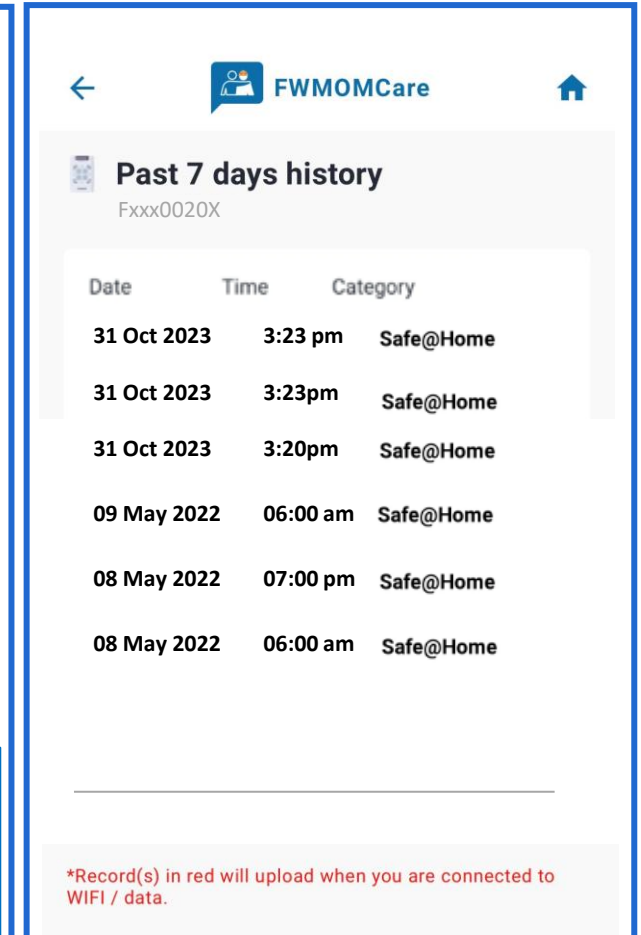 FWMOMCare
Past 7 days history
Fxxx0020X
Date Time Category
31 Oct 2023 3:23 pm Safe@Home
31 Oct 2023 3:23pm Safe@Home
31 Oct 2023 3:20pm Safe@Home
09 May 2022 06:00 am Safe@Home
08 May 2022 07:00 pm Safe@Home
08 May 2022 06:00 am Safe@Home
*Record(s) in red will upload when you are connected to
WIFI / data.